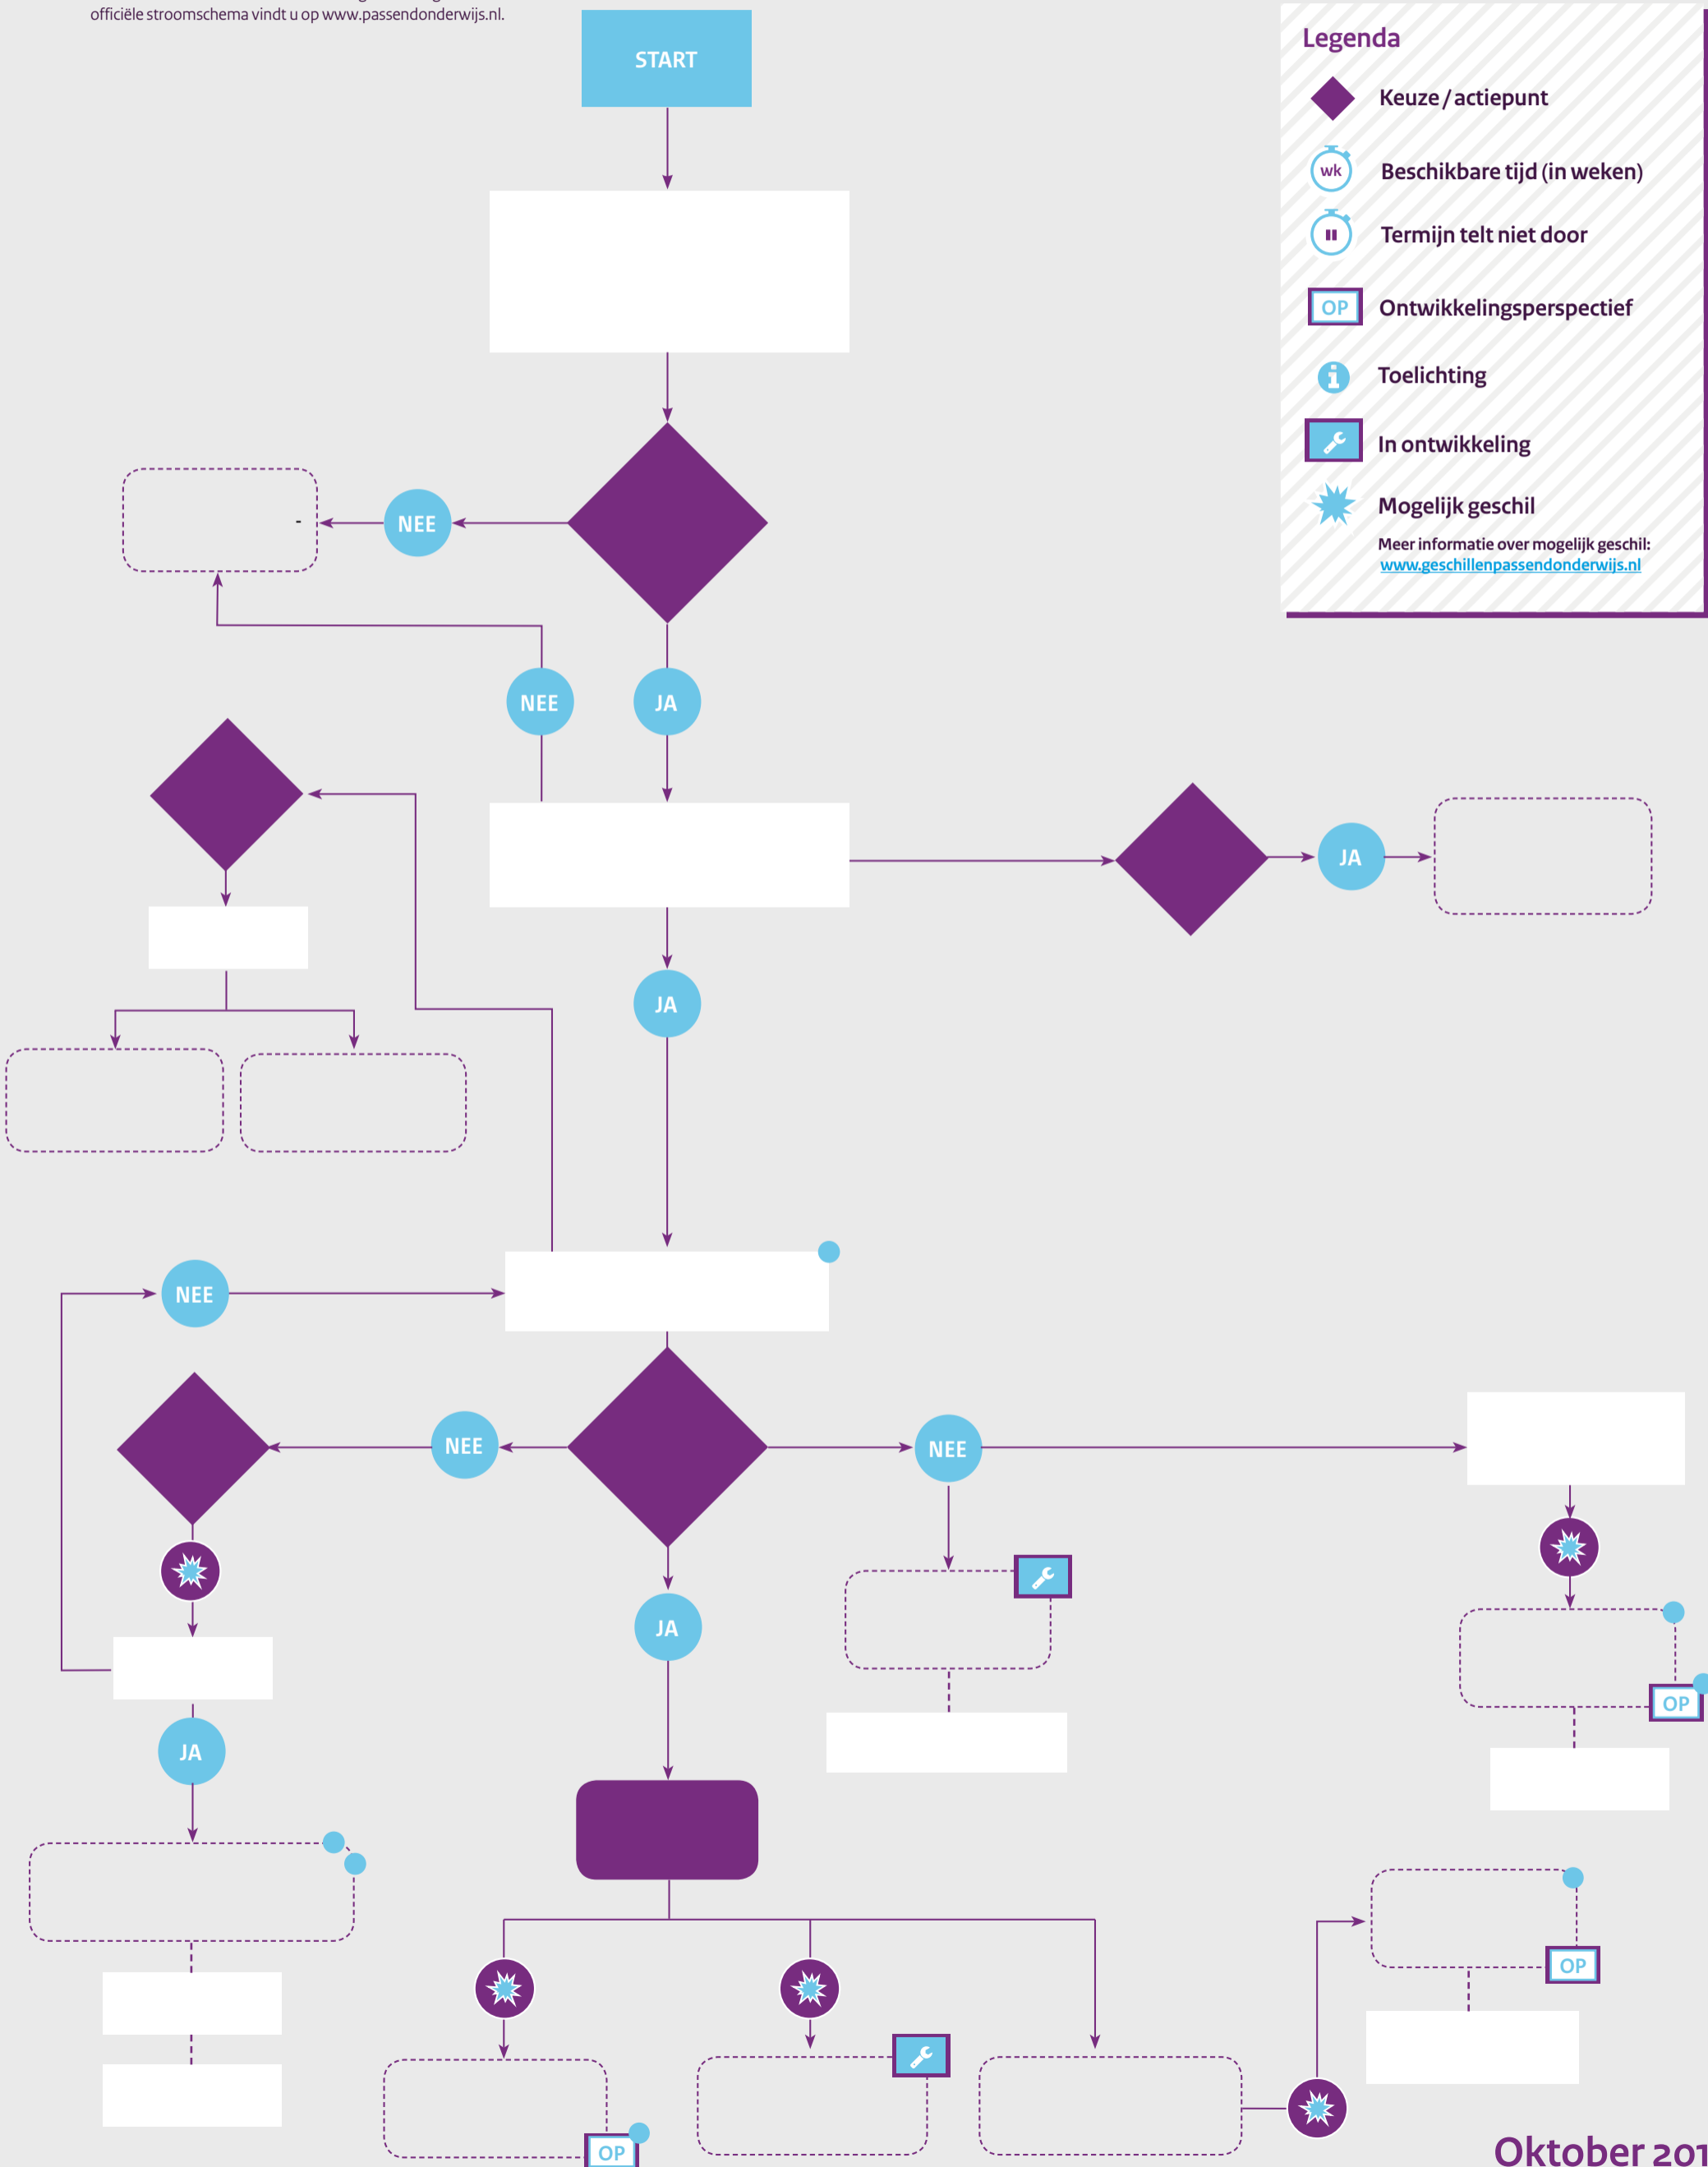 officiële stroomschema vindt u op www.passendonderwijs.nl.
START
Legenda
Keuze / actiepunt
wk
Beschikbare tijd (in weken)
Termijn telt niet door
OP
Ontwikkelingsperspectief
i
Toelichting
In ontwikkeling
Mogelijk geschil
Meer informatie over mogelijk geschil:
www.geschillenpassendonderwijs.nl
-
NEE
NEE
JA
JA
JA
NEE
NEE
NEE
JA
OP
JA
OP
OP
Oktober 201